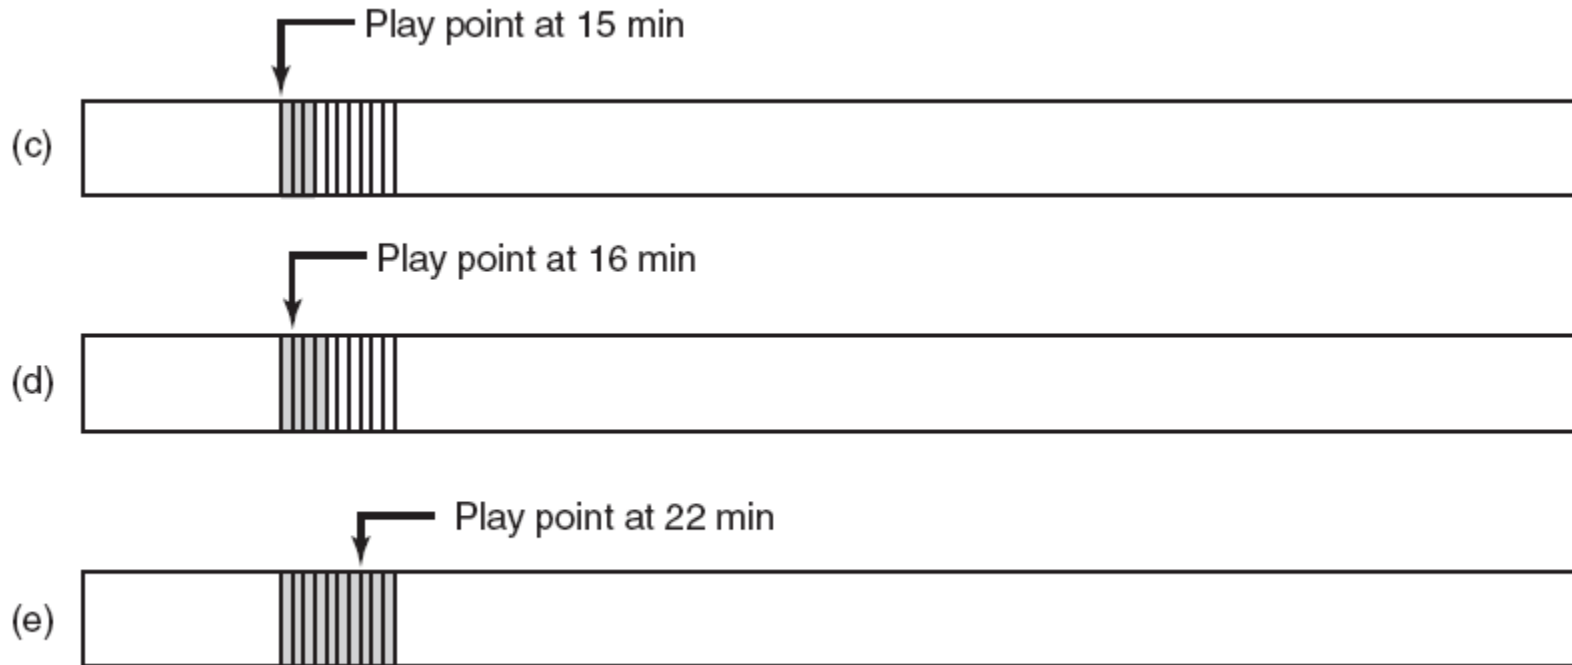 Play point at 15 min
(c)
Play point at 16 min
(d)
Play point at 22 min
(e)